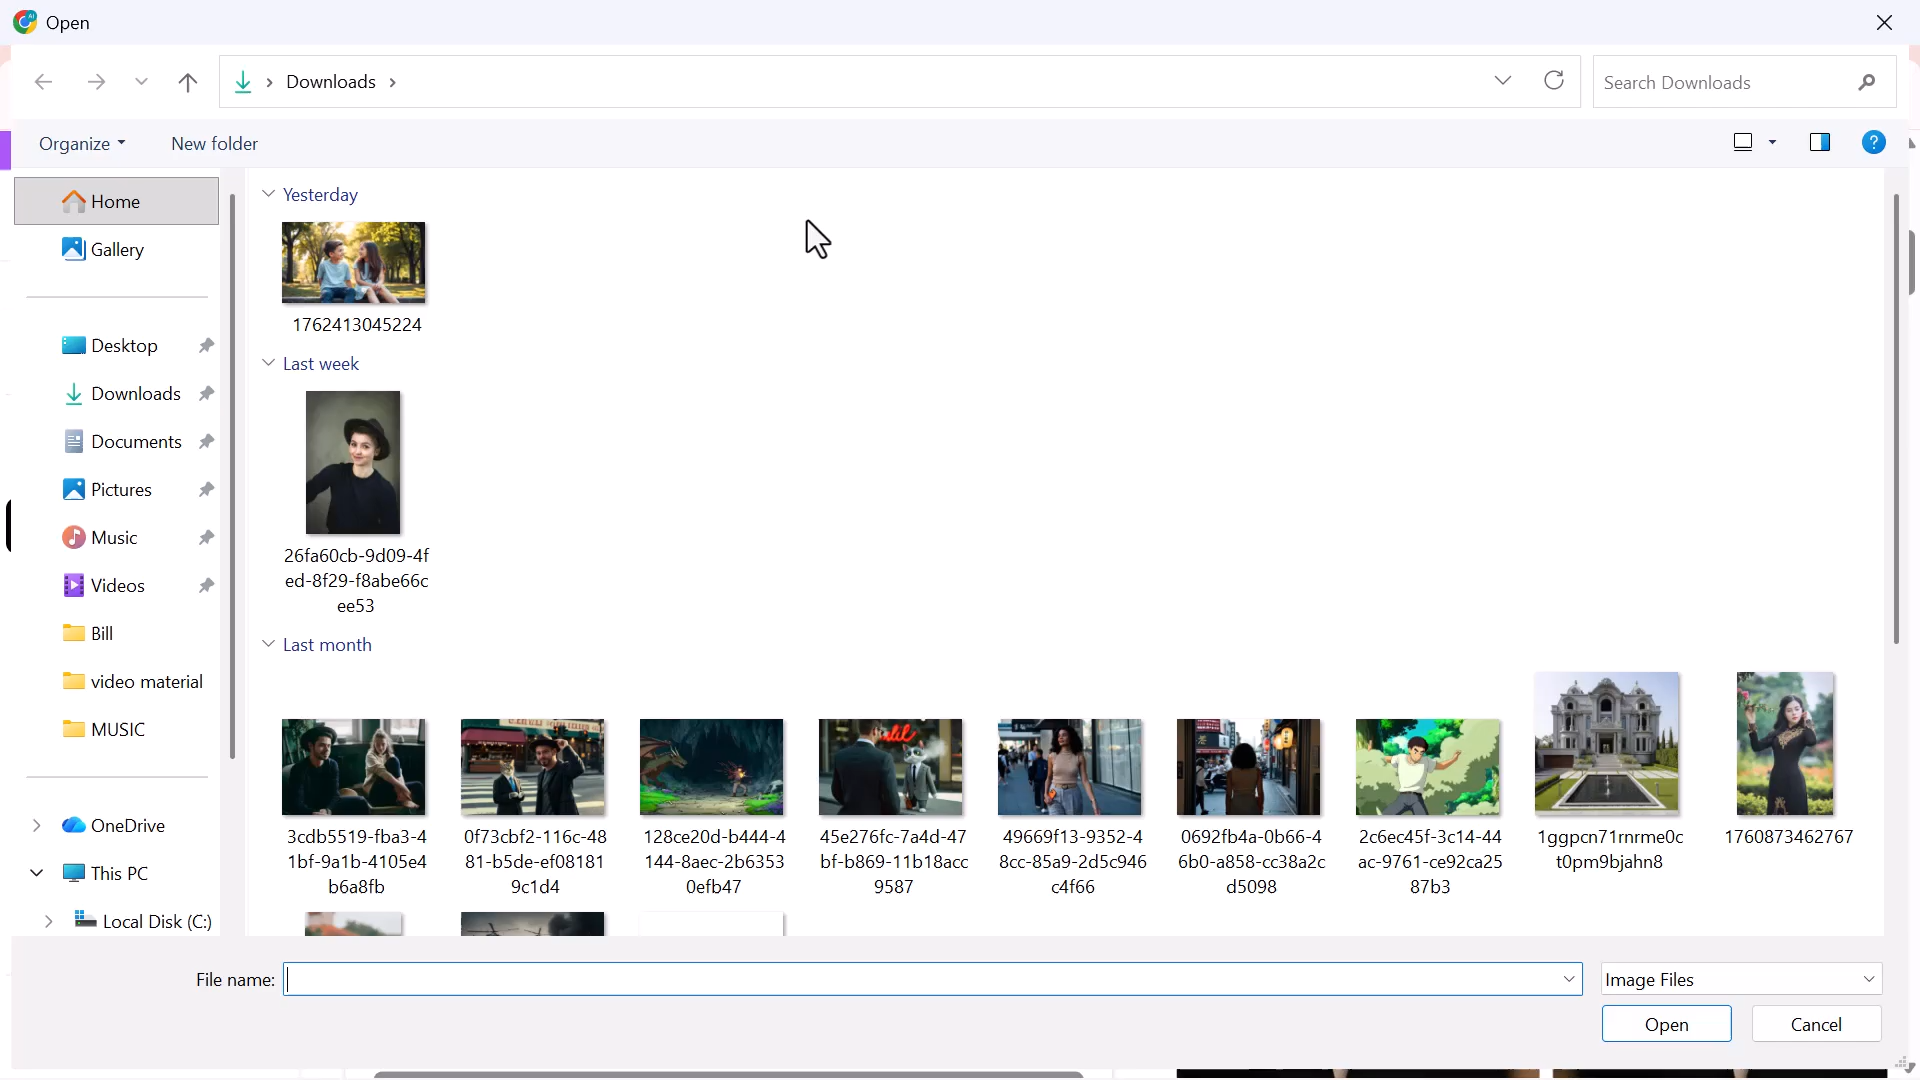 Open
Downloads
Search Downloads
Organize
New folder
Home
Gallery
Desktop
Downloads
Documents
Pictures
Music
Videos
Bill
video material
MUSIC
OneDrive
This PC
Local Disk (C:)
Yesterday
1762413045224
Last week
26fa60cb-9d09-4f
ed-8f29-f8abe66c
ee53
Last month
3cdb5519-fba3-4
1bf-9a1b-4105e4
b6a8fb
0f73cbf2-116c-48
81-b5de-ef08181
9c1d4
128ce20d-b444-4
144-8aec-2b6353
0efb47
45e276fc-7a4d-47
bf-b869-11b18acc
9587
49669f13-9352-4
8cc-85a9-2d5c946
c4f66
0692fb4a-0b66-4
6b0-a858-cc38a2c
d5098
2c6ec45f-3c14-44
ac-9761-ce92ca25
87b3
1ggpcn71rnrme0c
t0pm9bjahn8
1760873462767
File name:
Image Files
Open
Cancel